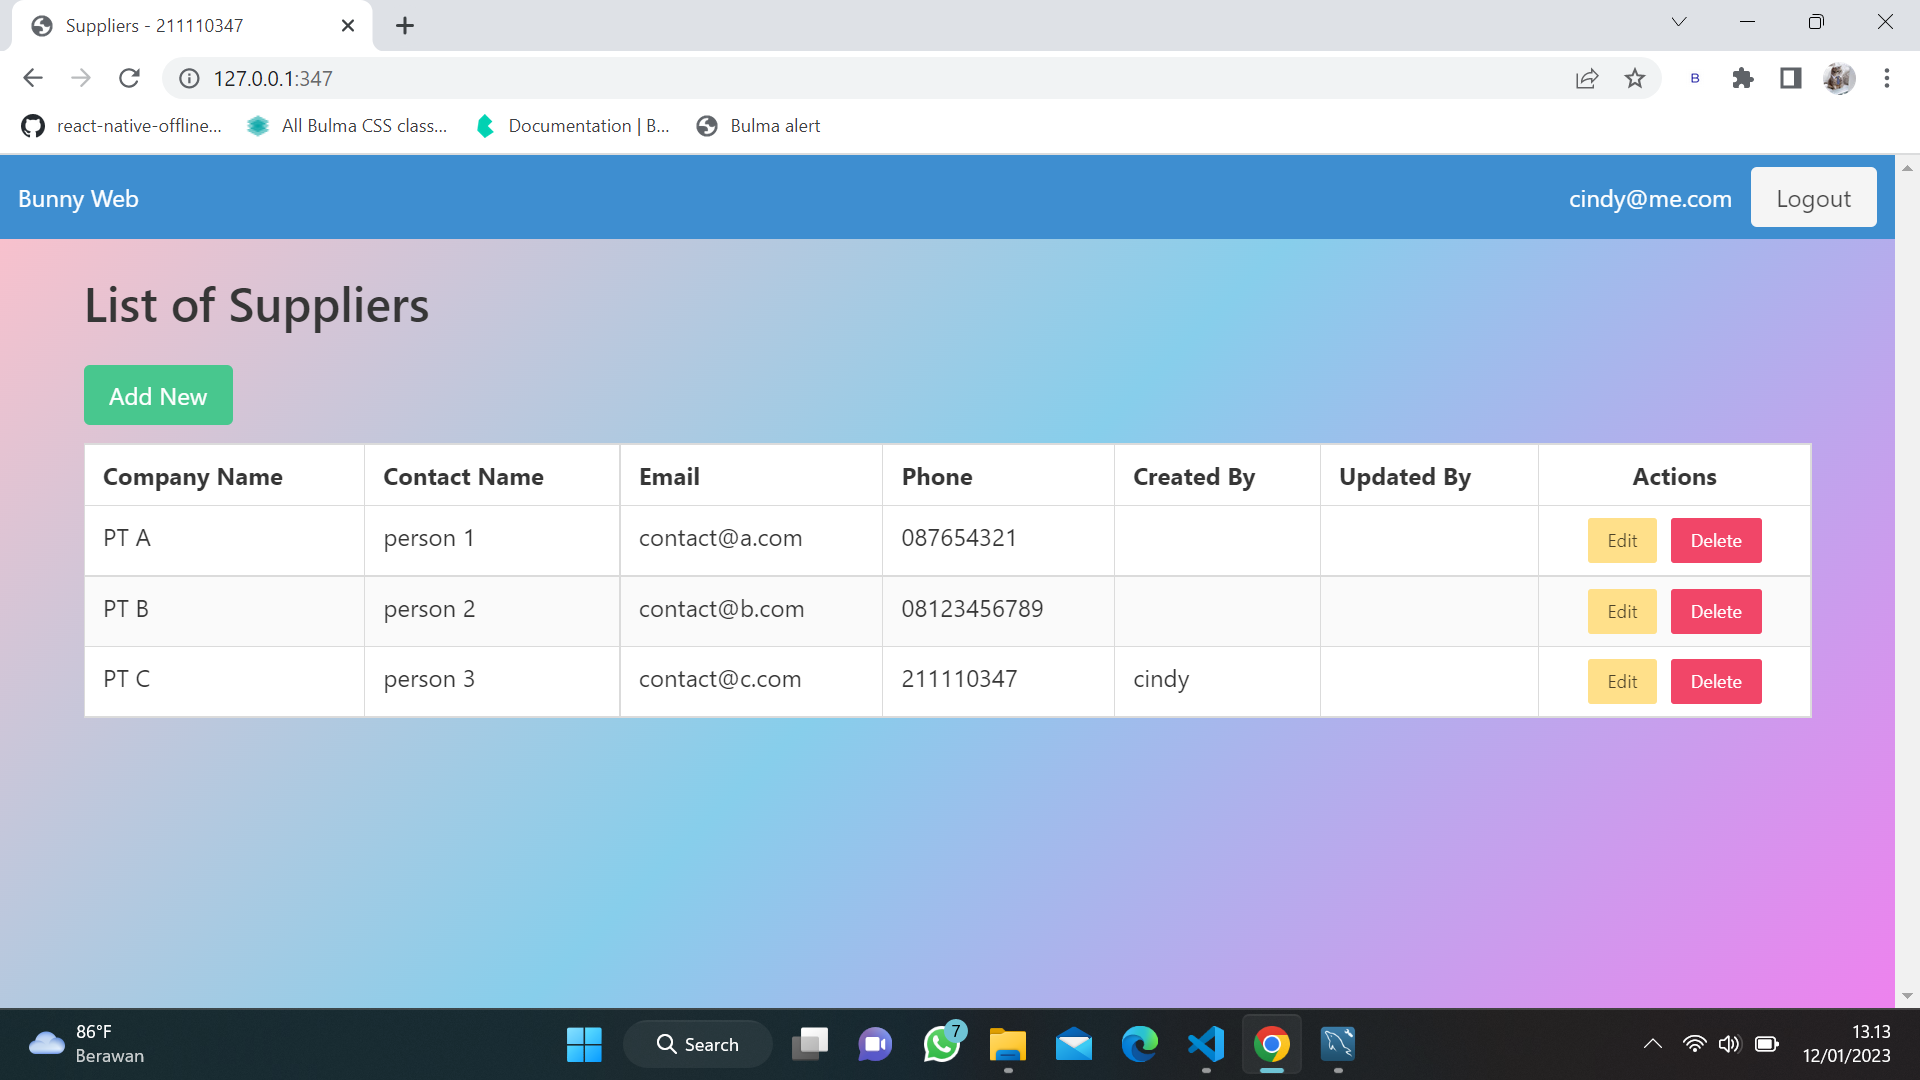 Suppliers - 211110347
127.0.0.1:347
B
react-native-offline...
All Bulma CSS class...
Documentation | B...
Bulma alert
Bunny Web
cindy@me.com
Logout
List of Suppliers
Add New
Company Name Contact Name Email Phone Created By Updated By Actions
PT A person 1 contact@a.com 087654321 Edit Delete
PT B person 2 contact@b.com 08123456789 Edit Delete
PT C person 3 contact@c.com 211110347 cindy Edit Delete
86°F
Berawan
Search
7
13.13
12/01/2023